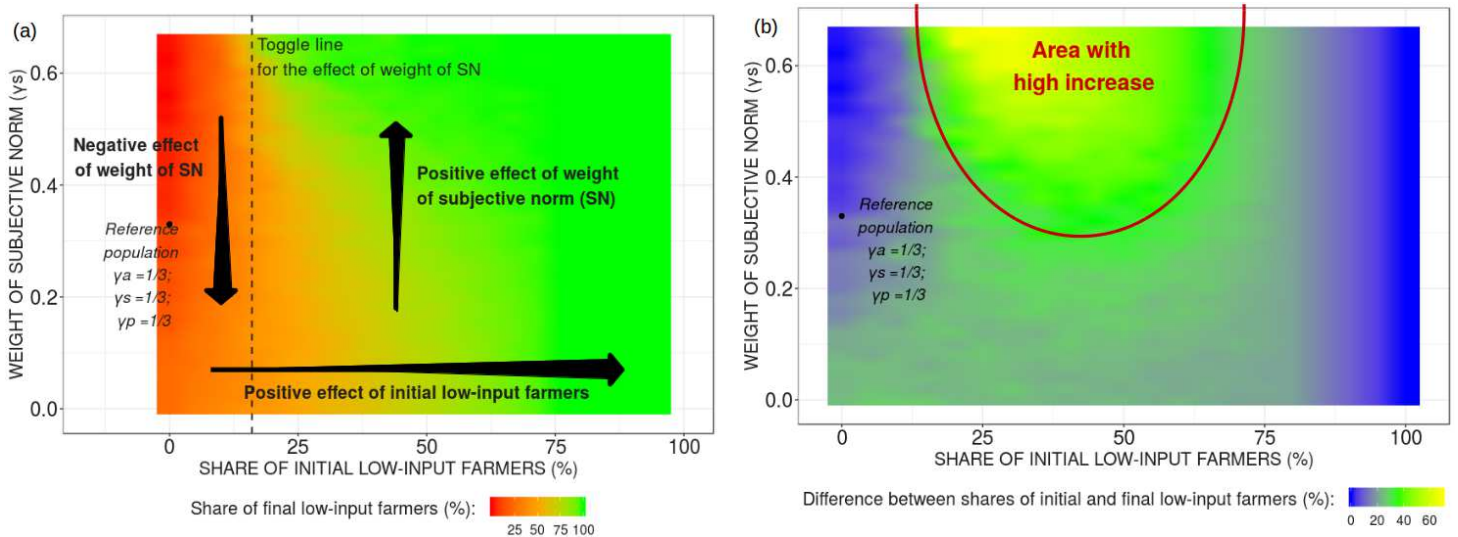 (a)
WEIGHT OF SUBJECTIVE NORM (γs)
0.6
0.4
0.2
0.0
Toggle line
for the effect of weight of SN
Negative effect
of weight of SN
Positive effect of weight
of subjective norm (SN)
Reference
population
γa =1/3;
γs =1/3;
γp =1/3
Positive effect of initial low-input farmers
0
25
50
75
100
SHARE OF INITIAL LOW-INPUT FARMERS (%)
Share of final low-input farmers (%):
25 50 75 100
(b)
WEIGHT OF SUBJECTIVE NORM (γs)
0.6
0.4
0.2
0.0
Area with
high increase
Reference
population
γa =1/3;
γs =1/3;
γp =1/3
0
25
50
75
100
SHARE OF INITIAL LOW-INPUT FARMERS (%)
Difference between shares of initial and final low-input farmers (%):
0 20 40 60